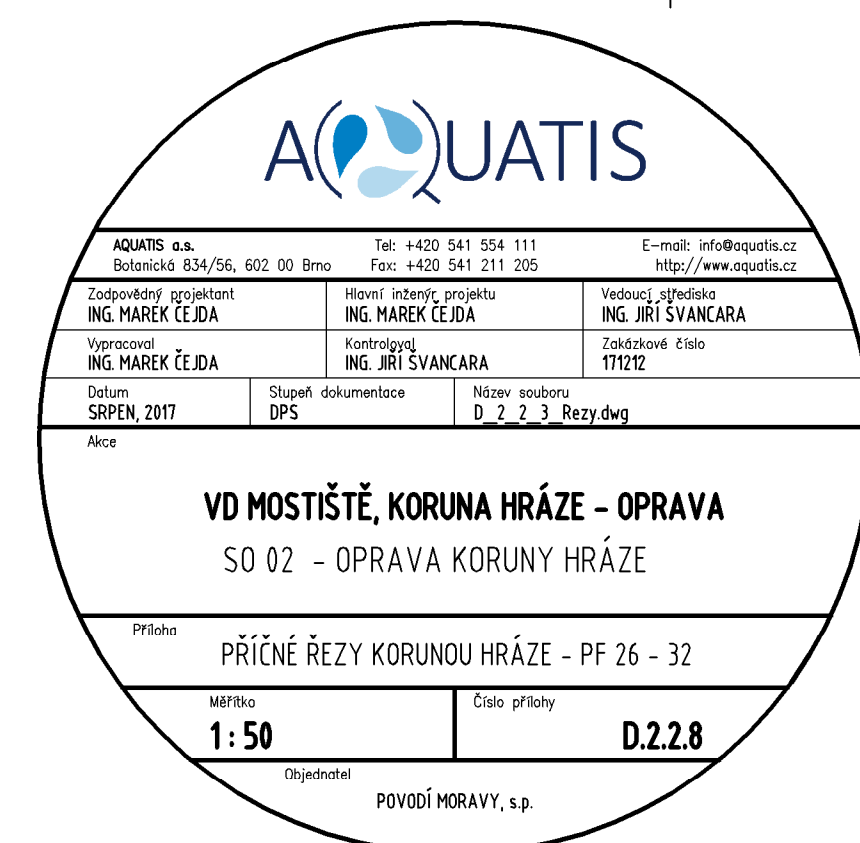 AQUATIS
AQUATIS a.s. Tel: +420 541 554 111 E-mail: info@aquatis.cz
Botanická 834/56, 602 00 Brno Fax: +420 541 211 205 http://www.aquatis.cz
Zodpovědný projektant Hlavní inženýr projektu Vedoucí střediska
ING. MAREK ČEJDA ING. MAREK ČEJDA ING. JIŘÍ ŠVANCARA
Vypracoval Kontroloval Zakázkové číslo
ING. MAREK ČEJDA ING. JIŘÍ ŠVANCARA 171212
Datum Stupeň dokumentace Název souboru
SRPEN, 2017 DPS D_2_2_3_Rezy.dwg
Akce
VD MOSTIŠTĚ, KORUNA HRÁZE - OPRAVA
SO 02 - OPRAVA KORUNY HRÁZE
Příloha
PŘÍČNÉ ŘEZY KORUNOU HRÁZE - PF 26 - 32
Měřítko Číslo přílohy
1 : 50 D.2.2.8
Objednatel
POVODÍ MORAVY, s.p.